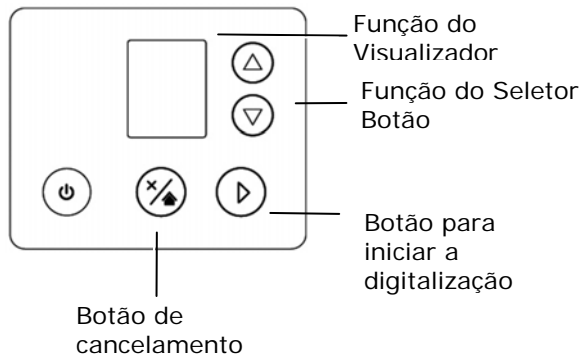 Função do
Visualizador
Função do Seletor
Botão
Botão para
iniciar a
digitalização
Botão de
cancelamento